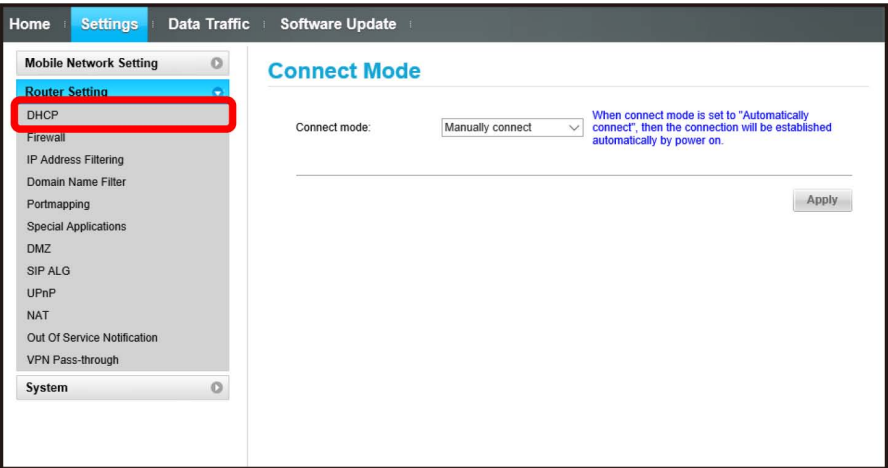 Home Settings Data Traffic Software Update
Mobile Network Setting
Router Setting
DHCP
Firewall
IP Address Filtering
Domain Name Filter
Portmapping
Special Applications
DMZ
SIP ALG
UPnP
NAT
Out Of Service Notification
VPN Pass-through
System
Connect Mode
Connect mode: Manually connect
When connect mode is set to "Automatically
connect", then the connection will be established
automatically by power on.
Apply